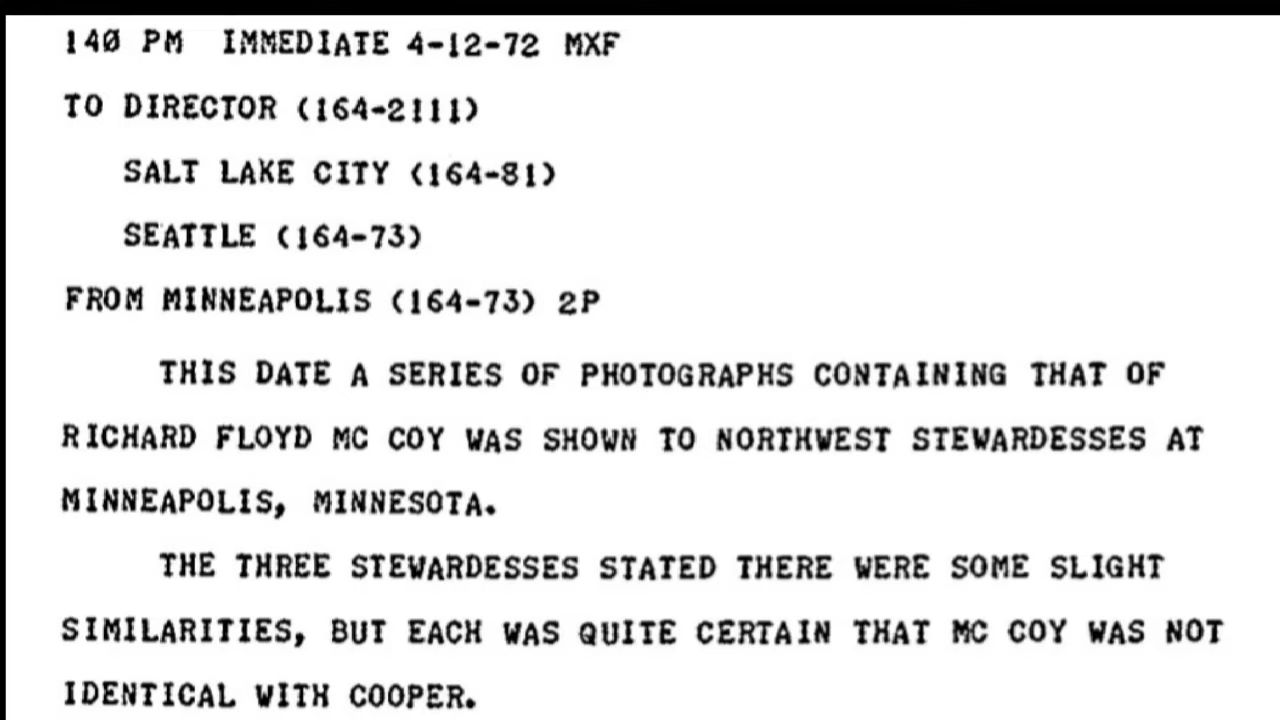 140 PM IMMEDIATE 4-12-72 MXF
TO DIRECTOR (164-2111)
SALT LAKE CITY (164-81)
SEATTLE (164-73)
FROM MINNEAPOLIS (164-73) 2P
THIS DATE A SERIES OF PHOTOGRAPHS CONTAINING THAT OF
RICHARD FLOYD MC COY WAS SHOWN TO NORTHWEST STEWARDESSES AT
MINNEAPOLIS, MINNESOTA.
THE THREE STEWARDESSES STATED THERE WERE SOME SLIGHT
SIMILARITIES, BUT EACH WAS QUITE CERTAIN THAT MC COY WAS NOT
IDENTICAL WITH COOPER.